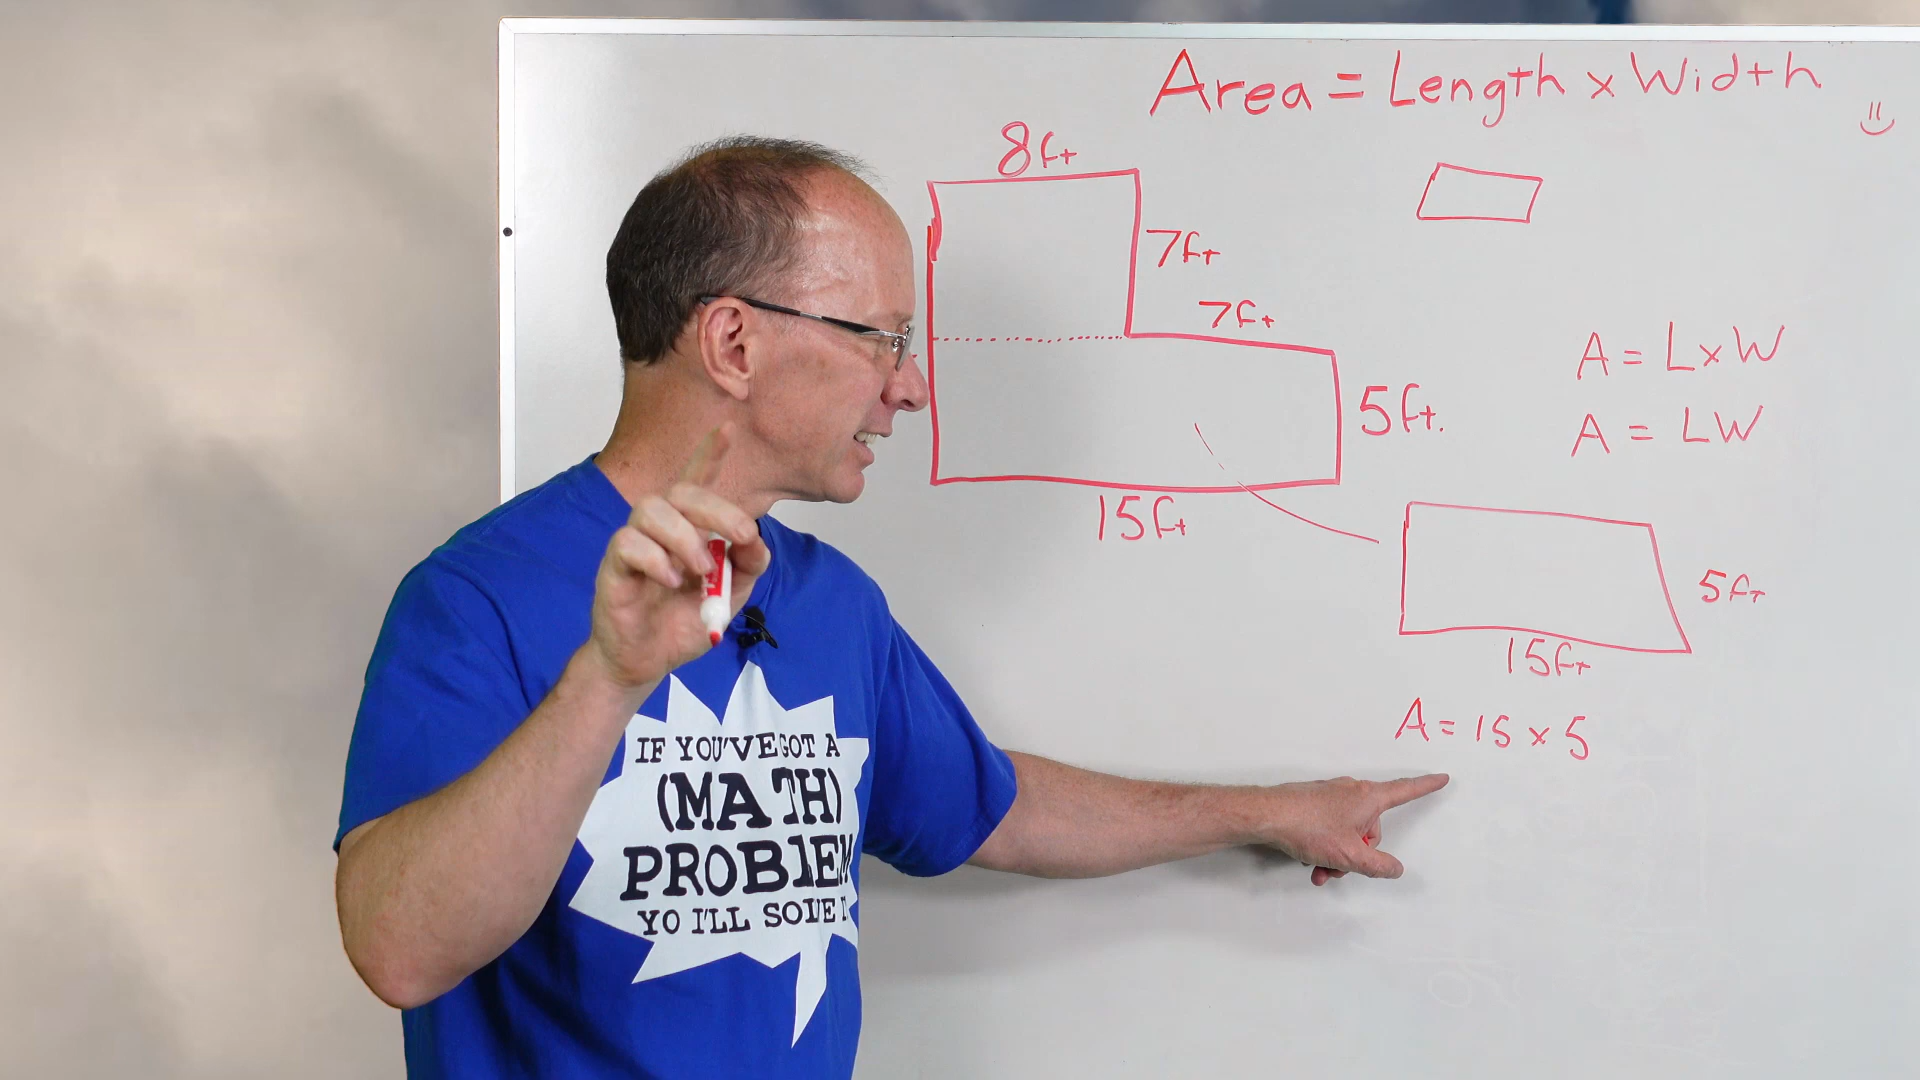 Area = Length x Width
8ft
7ft
7ft
5ft.
15ft
A = L x W
A = LW
5ft
15ft
A = 15 x 5
IF YOU'VE GOT A
(MATH)
PROBLEM
YO I'LL SOLVE